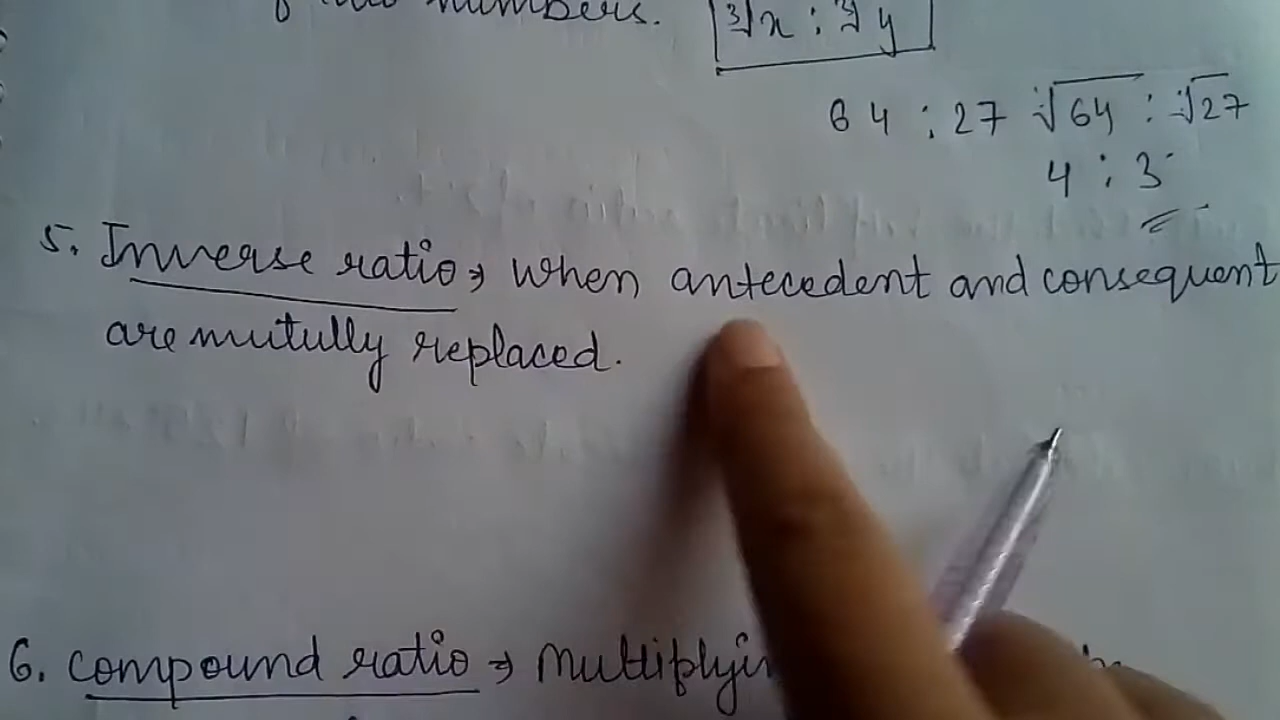 numbers. ∛x : ∛y
64 : 27 ∛64 : ∛27
4 : 3
5. Inverse ratio → when antecedent and consequent
are mutully replaced.
6. compound ratio → multiplyin